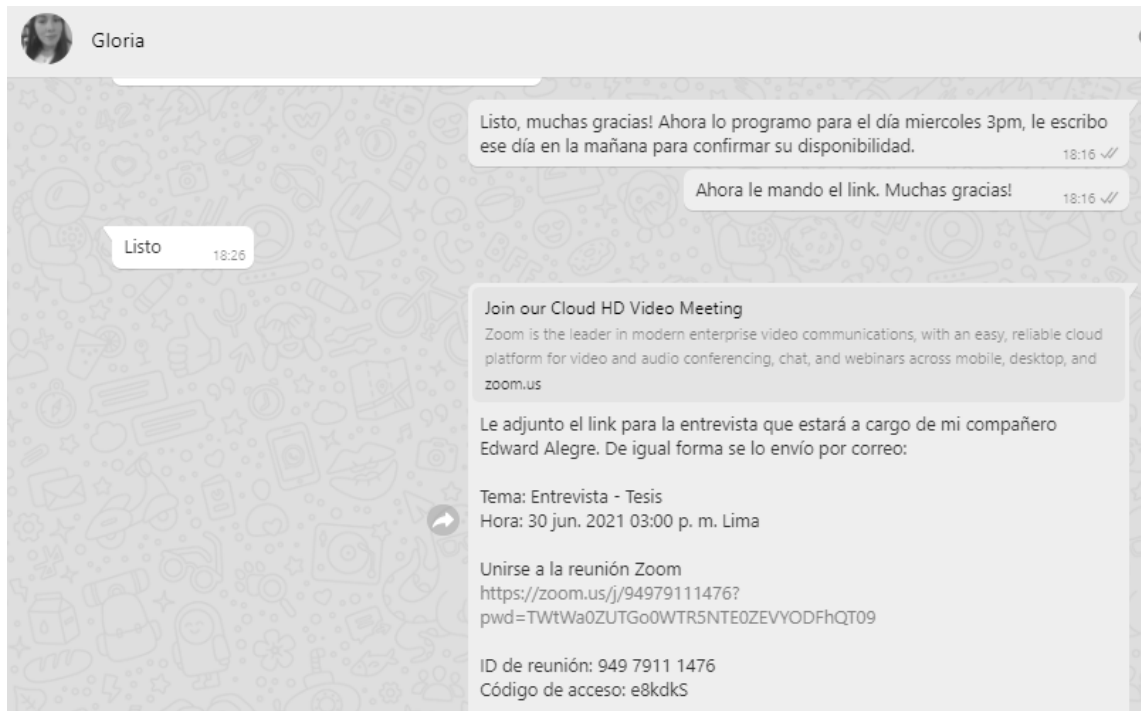 Gloria
Listo, muchas gracias! Ahora lo programo para el día miercoles 3pm, le escribo
ese día en la mañana para confirmar su disponibilidad.
18:16
Ahora le mando el link. Muchas gracias!
18:16
Listo
18:26
Join our Cloud HD Video Meeting
Zoom is the leader in modern enterprise video communications, with an easy, reliable cloud
platform for video and audio conferencing, chat, and webinars across mobile, desktop, and
zoom.us
Le adjunto el link para la entrevista que estará a cargo de mi compañero
Edward Alegre. De igual forma se lo envío por correo:
Tema: Entrevista - Tesis
Hora: 30 jun. 2021 03:00 p. m. Lima
Unirse a la reunión Zoom
https://zoom.us/j/94979111476?
pwd=TWtWa0ZUTGo0WTR5NTE0ZEVYODFhQT09
ID de reunión: 949 7911 1476
Código de acceso: e8kdkS